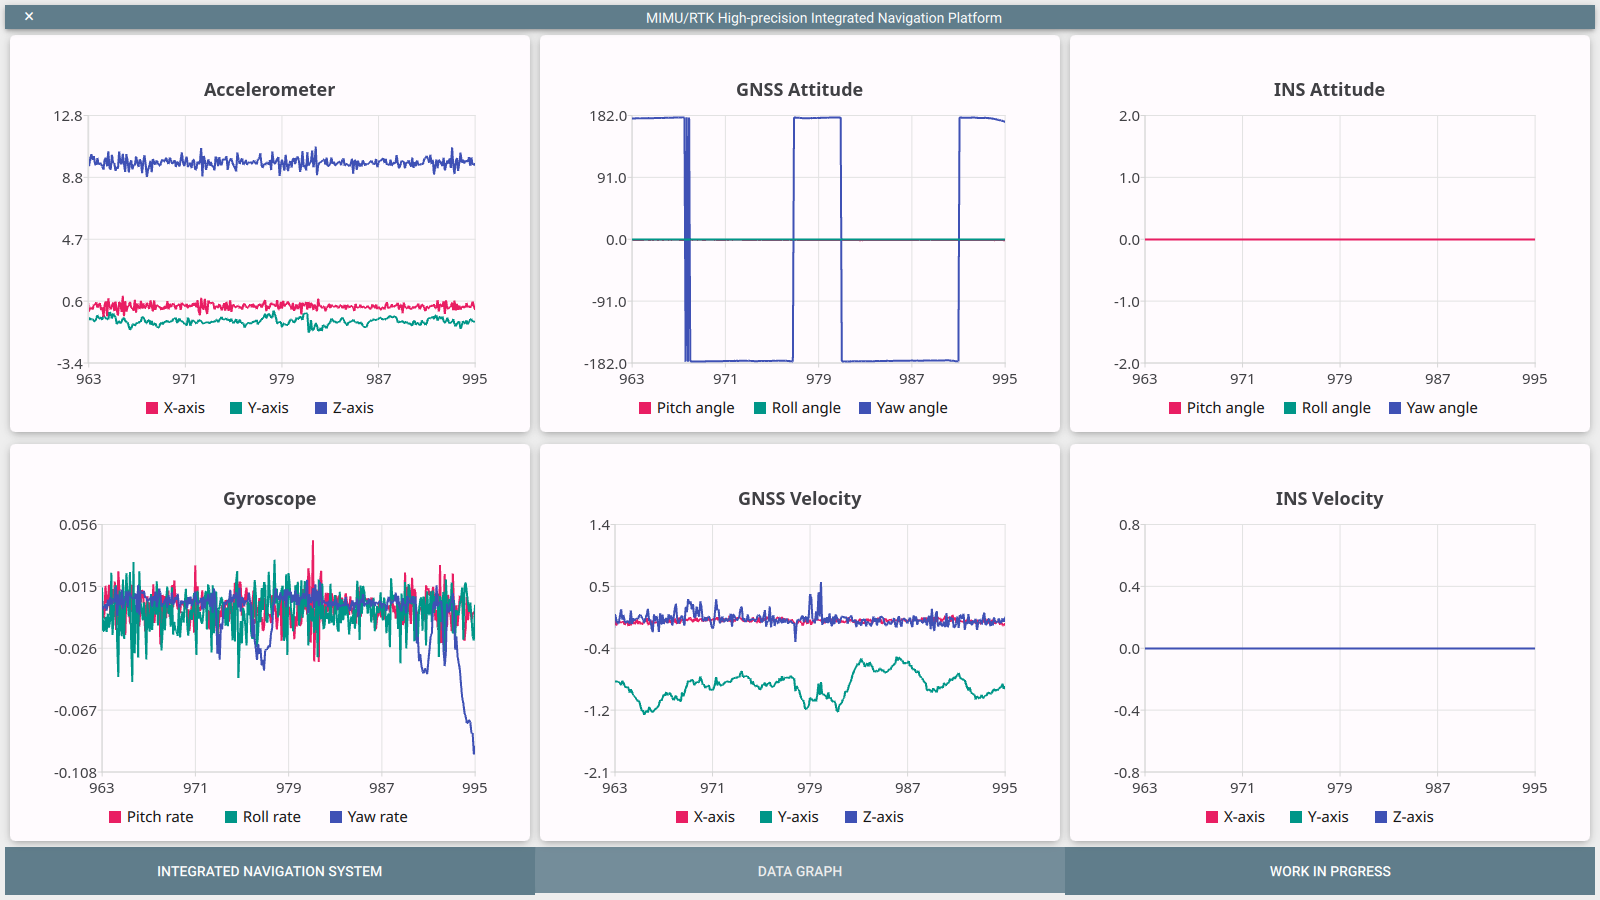 ✕
MIMU/RTK High-precision Integrated Navigation Platform
Accelerometer
12.8
8.8
4.7
0.6
-3.4
963 971 979 987 995
X-axis Y-axis Z-axis
GNSS Attitude
182.0
91.0
0.0
-91.0
-182.0
963 971 979 987 995
Pitch angle Roll angle Yaw angle
INS Attitude
2.0
1.0
0.0
-1.0
-2.0
963 971 979 987 995
Pitch angle Roll angle Yaw angle
Gyroscope
0.056
0.015
-0.026
-0.067
-0.108
963 971 979 987 995
Pitch rate Roll rate Yaw rate
GNSS Velocity
1.4
0.5
-0.4
-1.2
-2.1
963 971 979 987 995
X-axis Y-axis Z-axis
INS Velocity
0.8
0.4
0.0
-0.4
-0.8
963 971 979 987 995
X-axis Y-axis Z-axis
INTEGRATED NAVIGATION SYSTEM
DATA GRAPH
WORK IN PRGRESS